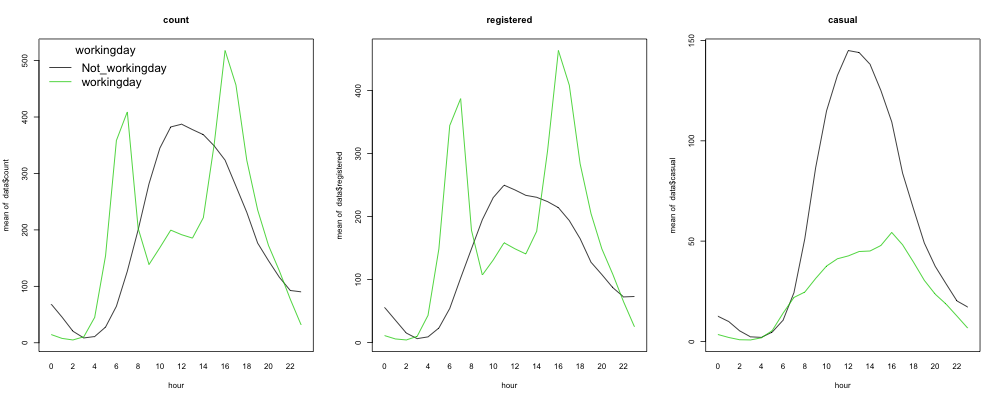 count
workingday
Not_workingday
workingday
mean of data$count
0 100 200 300 400 500
0 2 4 6 8 10 12 14 16 18 20 22
hour
registered
mean of data$registered
0 100 200 300 400
0 2 4 6 8 10 12 14 16 18 20 22
hour
casual
mean of data$casual
0 50 100 150
0 2 4 6 8 10 12 14 16 18 20 22
hour